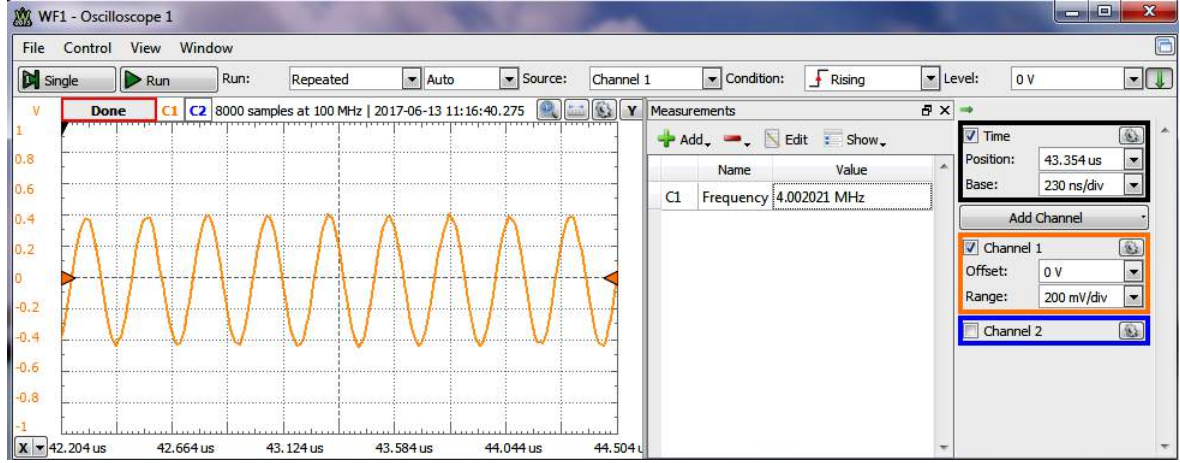 WF1 - Oscilloscope 1
File Control View Window
Single Run Run: Repeated Auto Source: Channel 1 Condition: Rising Level: 0 V
V Done C1 C2 8000 samples at 100 MHz | 2017-06-13 11:16:40.275 Y
1
0.8
0.6
0.4
0.2
0
-0.2
-0.4
-0.6
-0.8
-1
X 42.204 us 42.664 us 43.124 us 43.584 us 44.044 us 44.504 u
Measurements
Add Edit Show
Name Value
C1 Frequency 4.002021 MHz
Time
Position: 43.354 us
Base: 230 ns/div
Add Channel
Channel 1
Offset: 0 V
Range: 200 mV/div
Channel 2